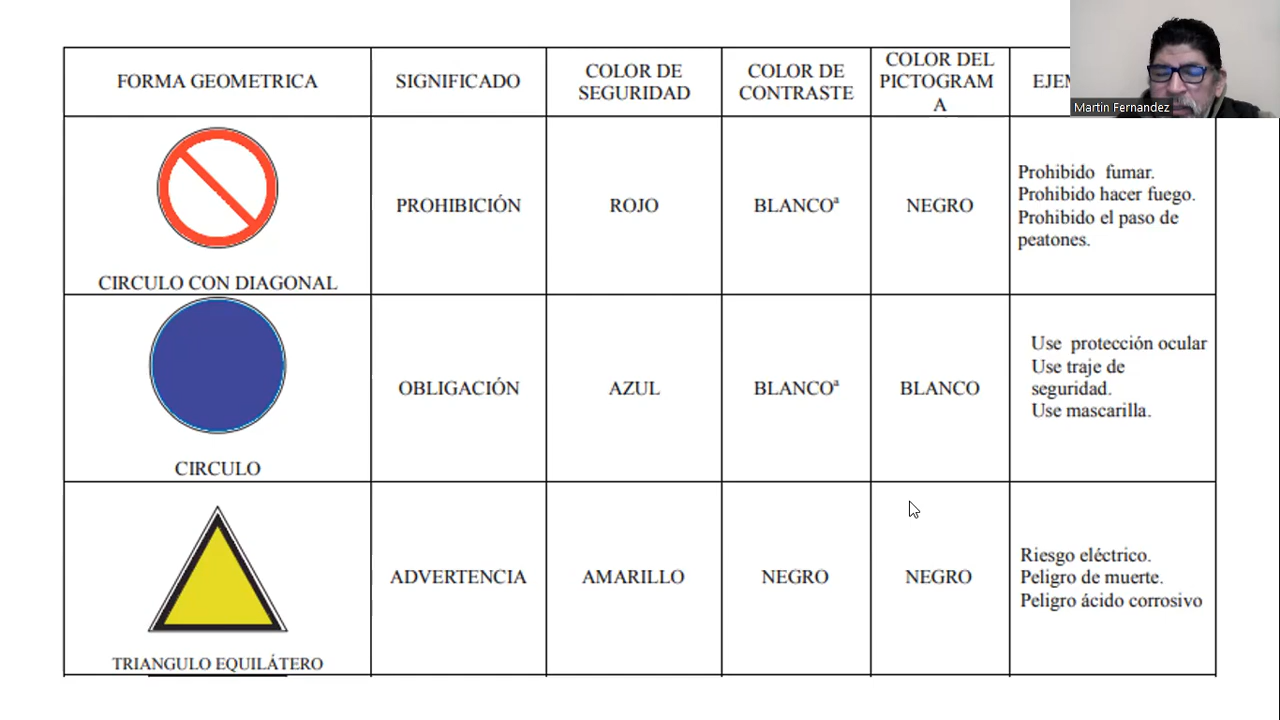 FORMA GEOMETRICA
SIGNIFICADO
COLOR DE
SEGURIDAD
COLOR DE
CONTRASTE
COLOR DEL
PICTOGRAM
A
Martin Fernandez
CIRCULO CON DIAGONAL
PROHIBICIÓN
ROJO
BLANCOª
NEGRO
Prohibido fumar.
Prohibido hacer fuego.
Prohibido el paso de
peatones.
CIRCULO
OBLIGACIÓN
AZUL
BLANCOª
BLANCO
Use protección ocular
Use traje de
seguridad.
Use mascarilla.
TRIANGULO EQUILÁTERO
ADVERTENCIA
AMARILLO
NEGRO
NEGRO
Riesgo eléctrico.
Peligro de muerte.
Peligro ácido corrosivo